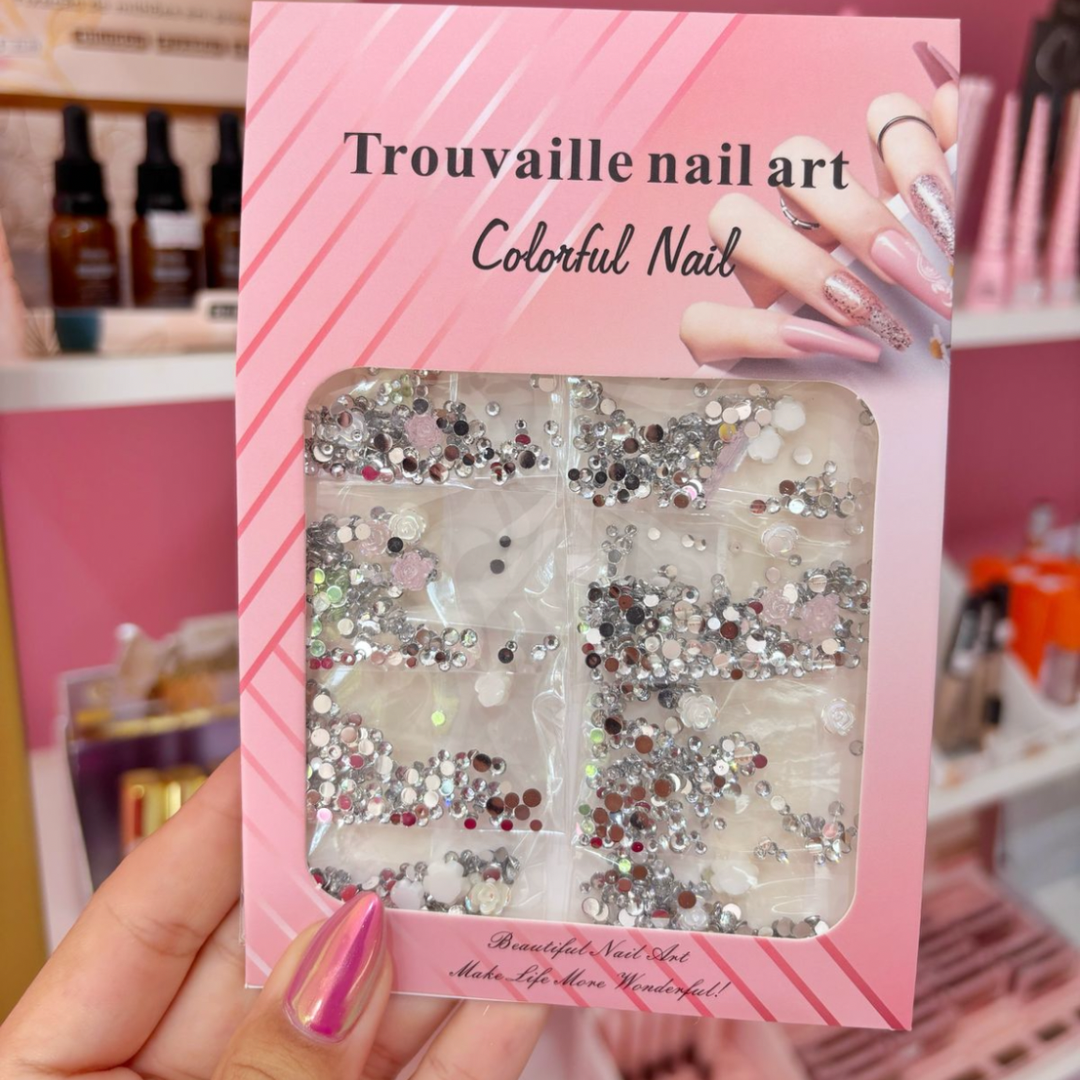 Trouvaille nail art
Colorful Nail
Beautiful Nail Art
Make Life More Wonderful!